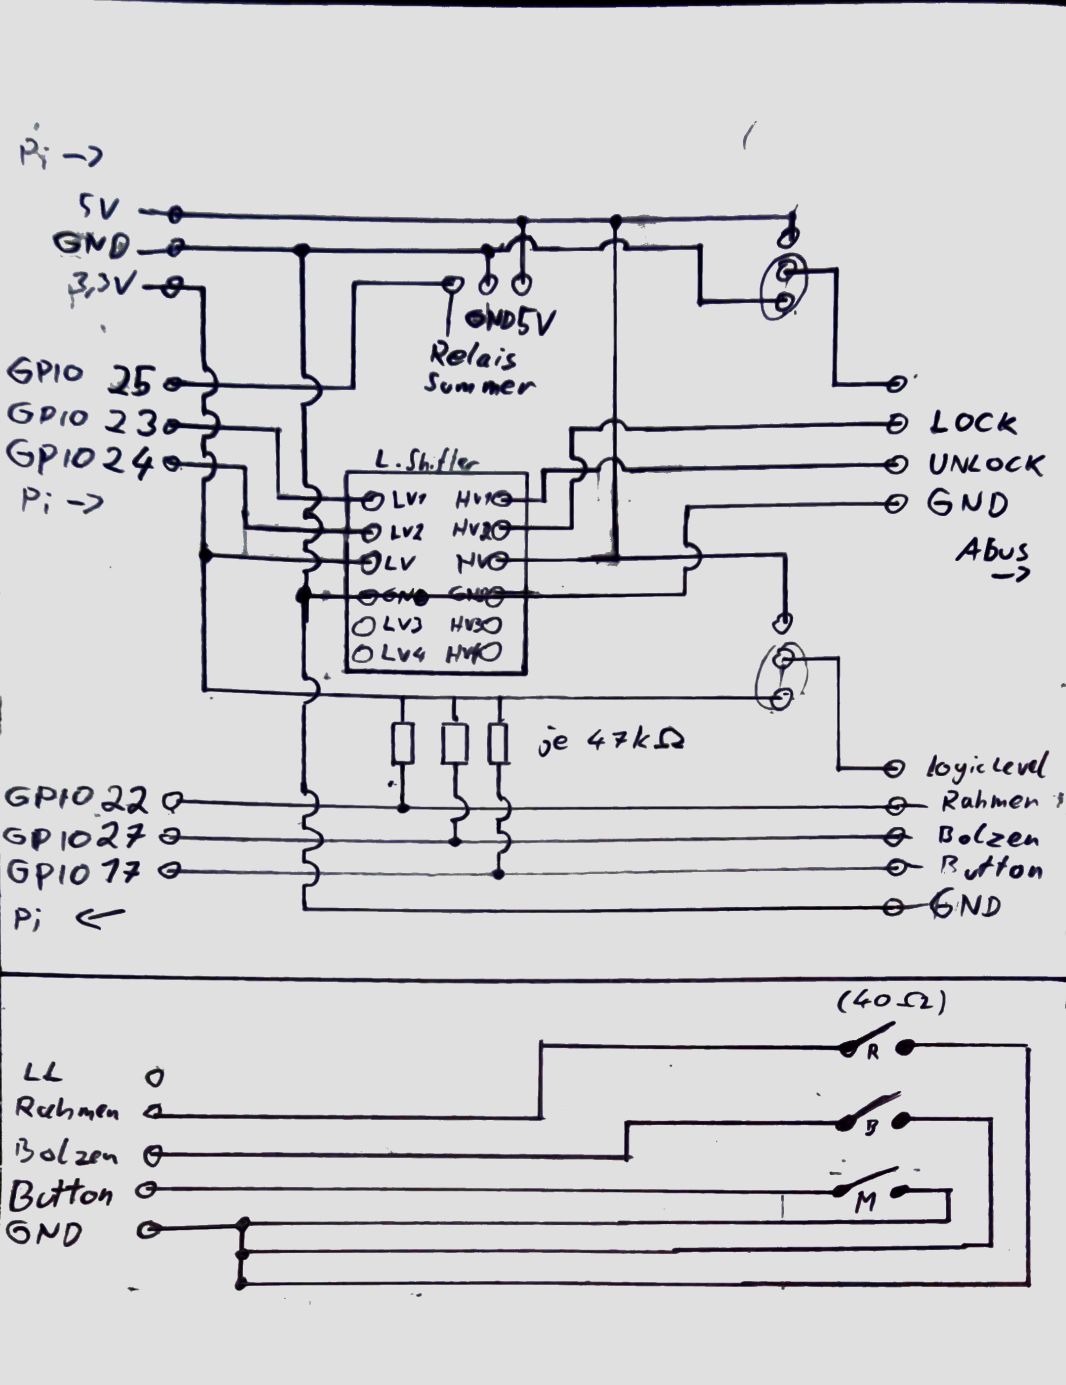 Pi ->
5V
GND
3,3V
GND 5V
Relais
Summer
GPIO 25
GPIO 23
GPIO 24
Pi ->
LOCK
UNLOCK
GND
Abus
->
L. Shifter
LV1 HV1
LV2 HV2
LV HV
GND GND
LV3 HV3
LV4 HV4
je 47kΩ
GPIO 22
GPIO 27
GPIO 17
Pi <-
LogicLevel
Rahmen
Bolzen
Button
GND
(40Ω)
R
B
M
LL
Rahmen
Bolzen
Button
GND